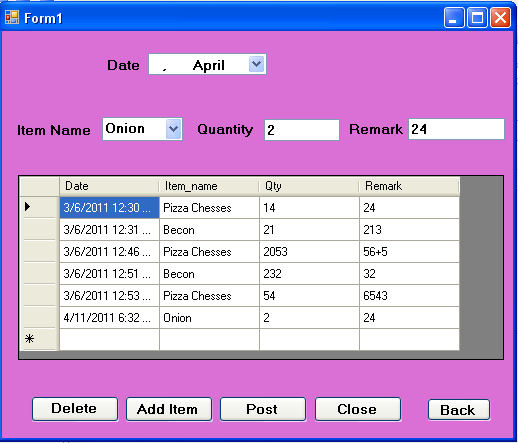 Form1
Date , April
Item Name Onion Quantity 2 Remark 24
Date Item_name Qty Remark
3/6/2011 12:30 ... Pizza Chesses 14 24
3/6/2011 12:31 ... Becon 21 213
3/6/2011 12:46 ... Pizza Chesses 2053 56+5
3/6/2011 12:51 ... Becon 232 32
3/6/2011 12:53 ... Pizza Chesses 54 6543
4/11/2011 6:32 ... Onion 2 24
Delete Add Item Post Close Back